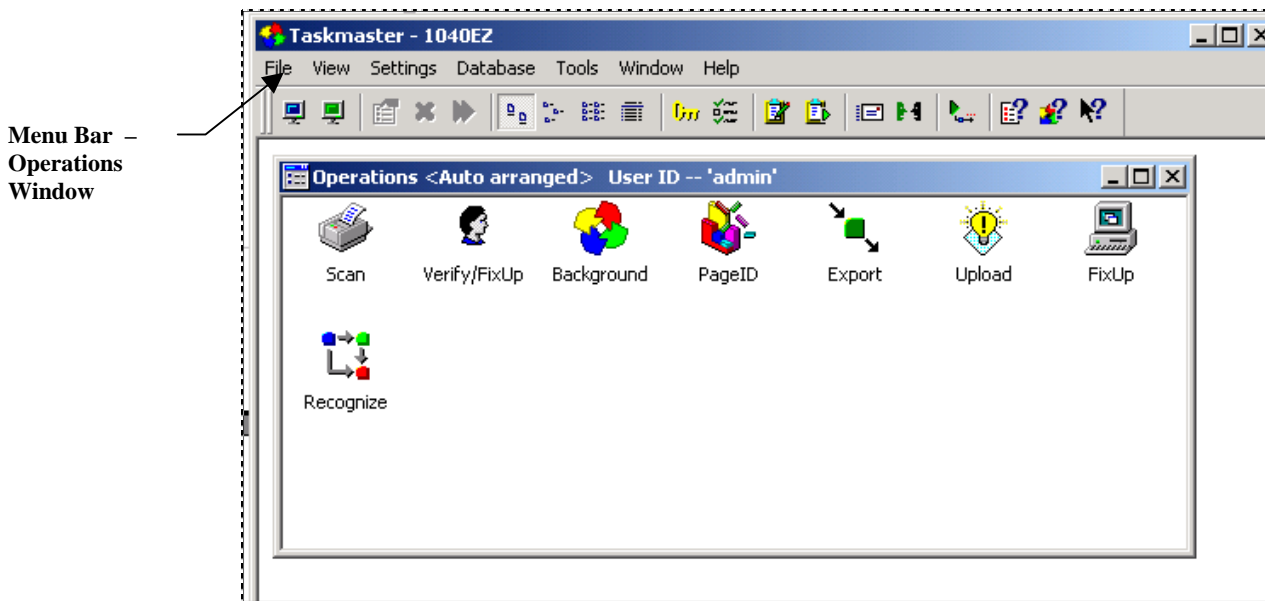 Taskmaster - 1040EZ
File View Settings Database Tools Window Help
Menu Bar –
Operations
Window
Operations <Auto arranged> User ID -- 'admin'
Scan Verify/FixUp Background PageID Export Upload FixUp
Recognize